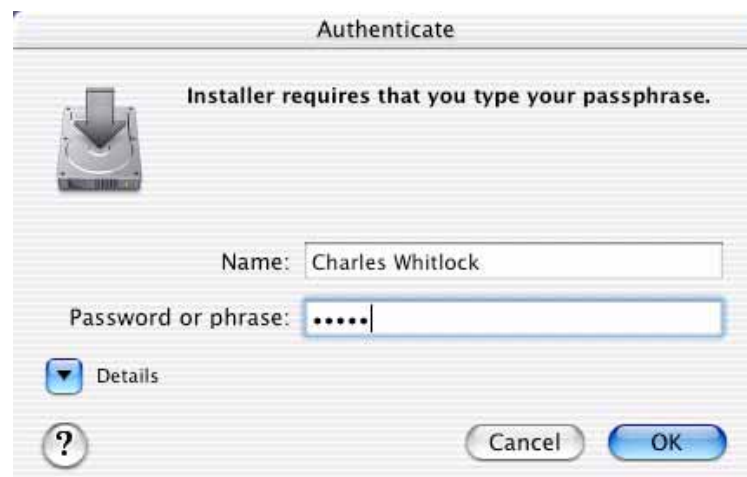 Authenticate
Installer requires that you type your passphrase.
Name: Charles Whitlock
Password or phrase: •••••
Details
?
Cancel OK